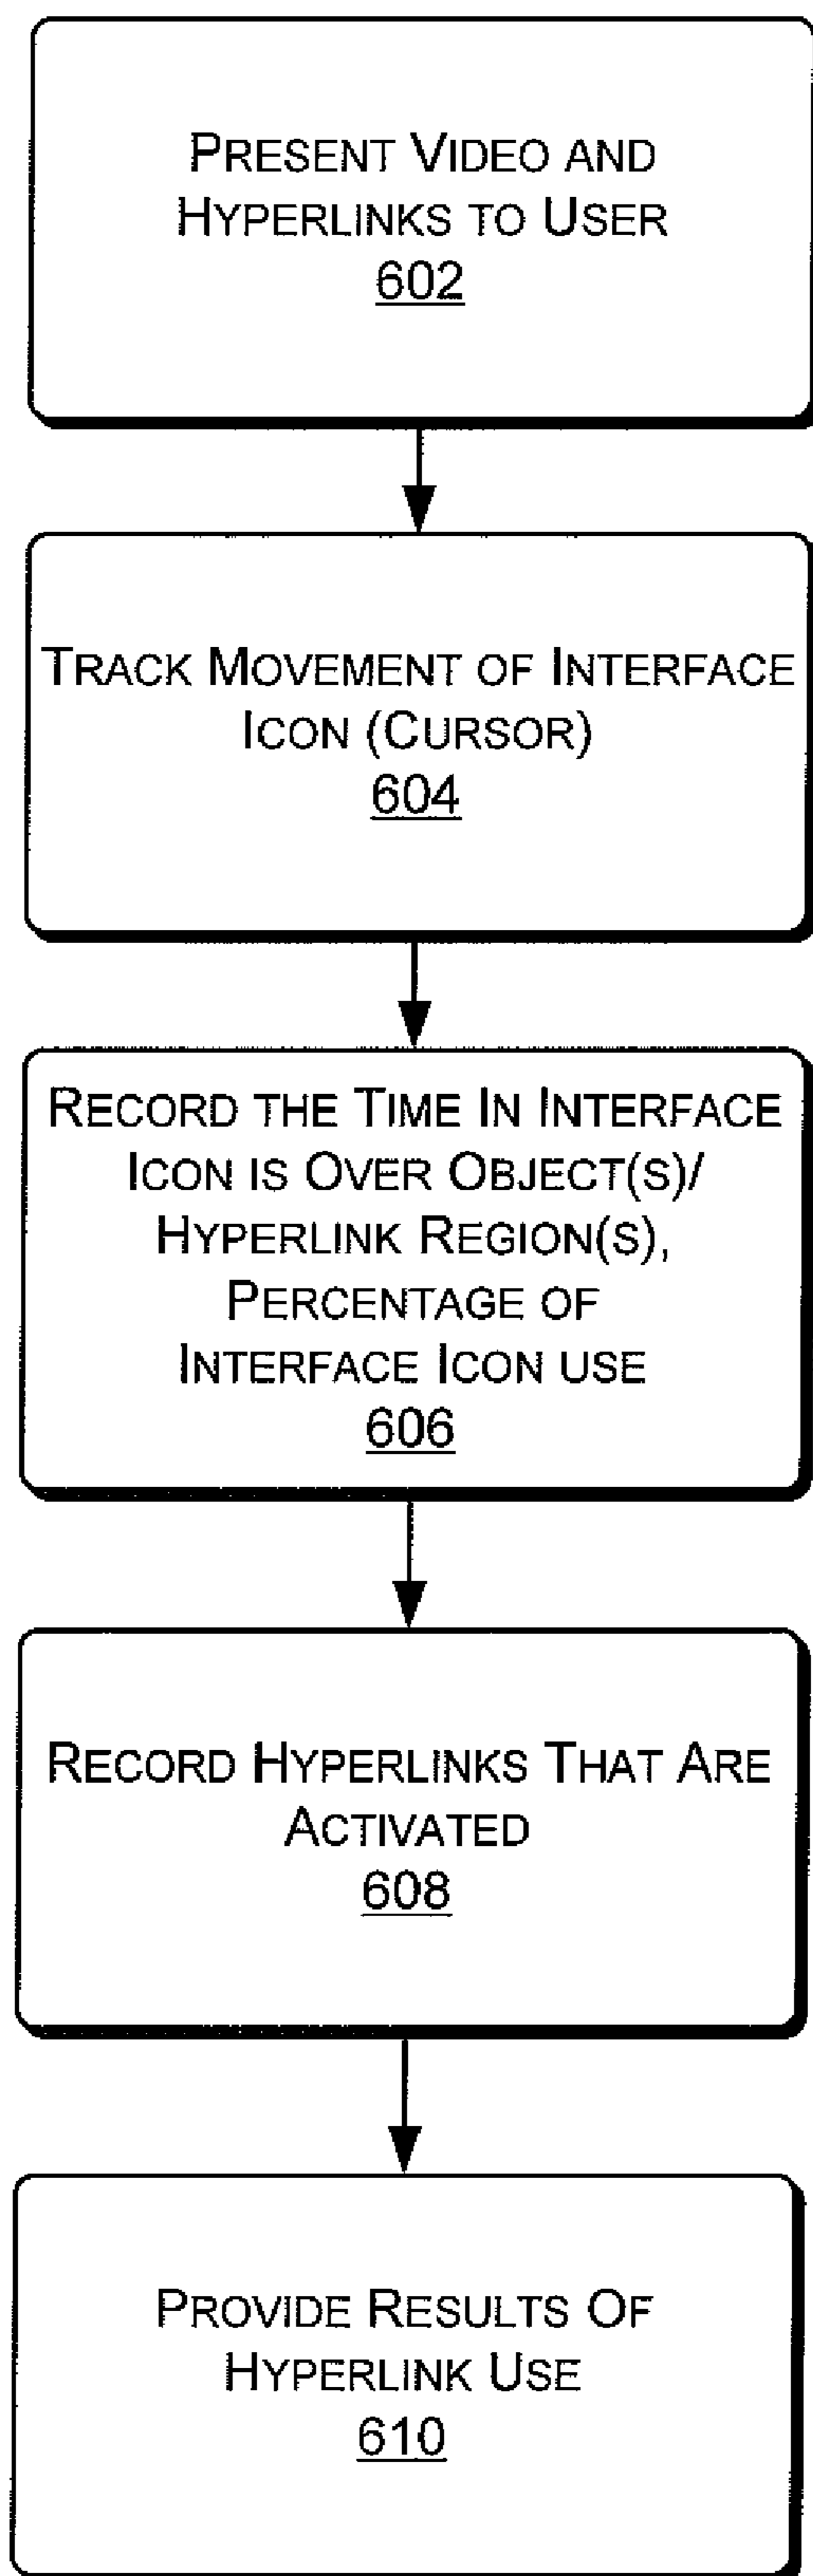 PRESENT VIDEO AND
HYPERLINKS TO USER
602
TRACK MOVEMENT OF INTERFACE
ICON (CURSOR)
604
RECORD THE TIME IN INTERFACE
ICON IS OVER OBJECT(S)/
HYPERLINK REGION(S),
PERCENTAGE OF
INTERFACE ICON USE
606
RECORD HYPERLINKS THAT ARE
ACTIVATED
608
PROVIDE RESULTS OF
HYPERLINK USE
610